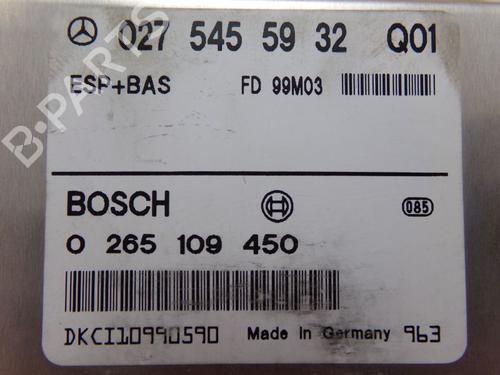 027 545 59 32 Q01
ESP+BAS FD 99M03
BOSCH 085
0 265 109 450
DKCI10990590 Made in Germany 963
B-PARTS